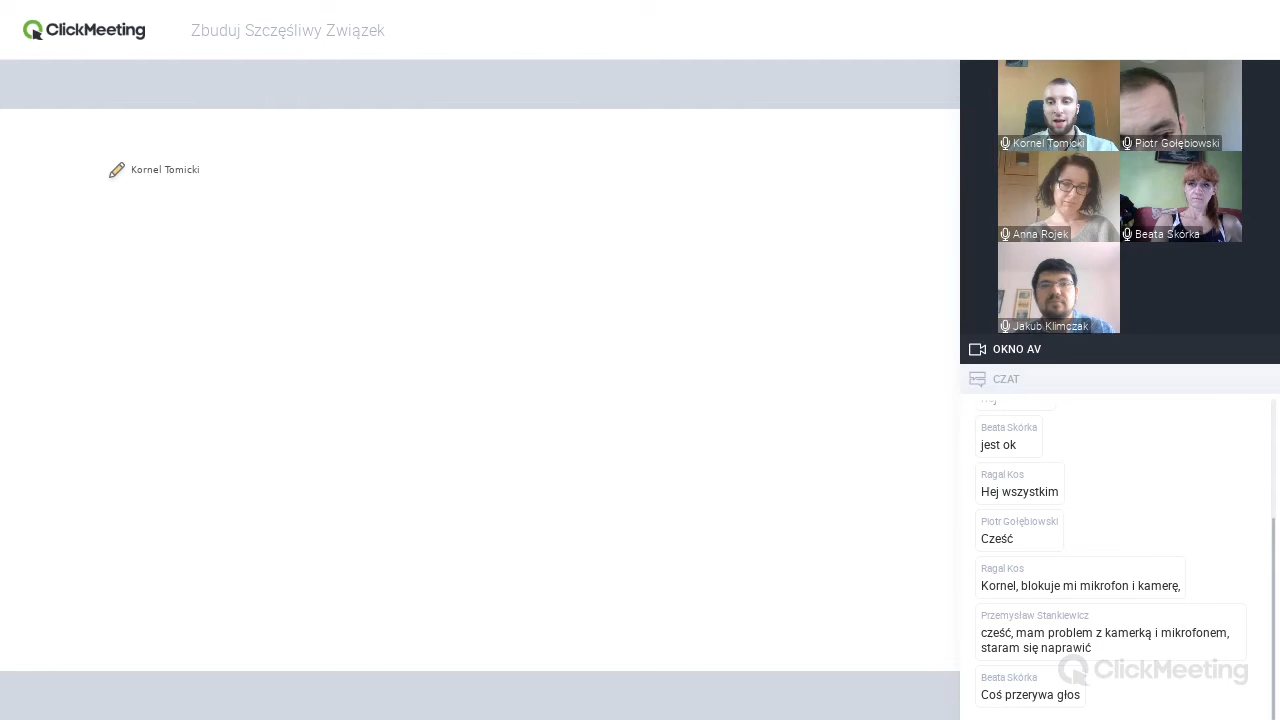 ClickMeeting
Zbuduj Szczęśliwy Związek
Kornel Tomicki
Kornel Tomicki
Piotr Gołębiowski
Anna Rojek
Beata Skórka
Jakub Klimczak
OKNO AV
CZAT
Beata Skórka
jest ok
Ragal Kos
Hej wszystkim
Piotr Gołębiowski
Cześć
Ragal Kos
Kornel, blokuje mi mikrofon i kamerę,
Przemysław Stankiewicz
cześć, mam problem z kamerką i mikrofonem,
staram się naprawić
ClickMeeting
Beata Skórka
Coś przerywa głos